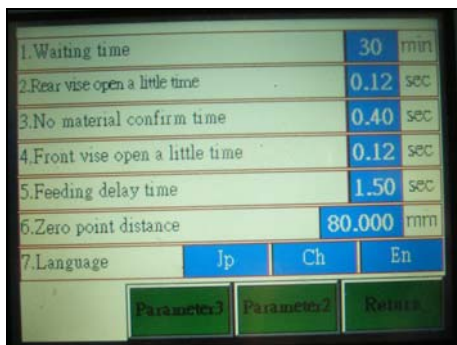 1.Waiting time 30 min
2.Rear vise open a little time 0.12 sec
3.No material confirm time 0.40 sec
4.Front vise open a little time 0.12 sec
5.Feeding delay time 1.50 sec
6.Zero point distance 80.000 mm
7.Language Jp Ch En
Parameter3 Parameter2 Return